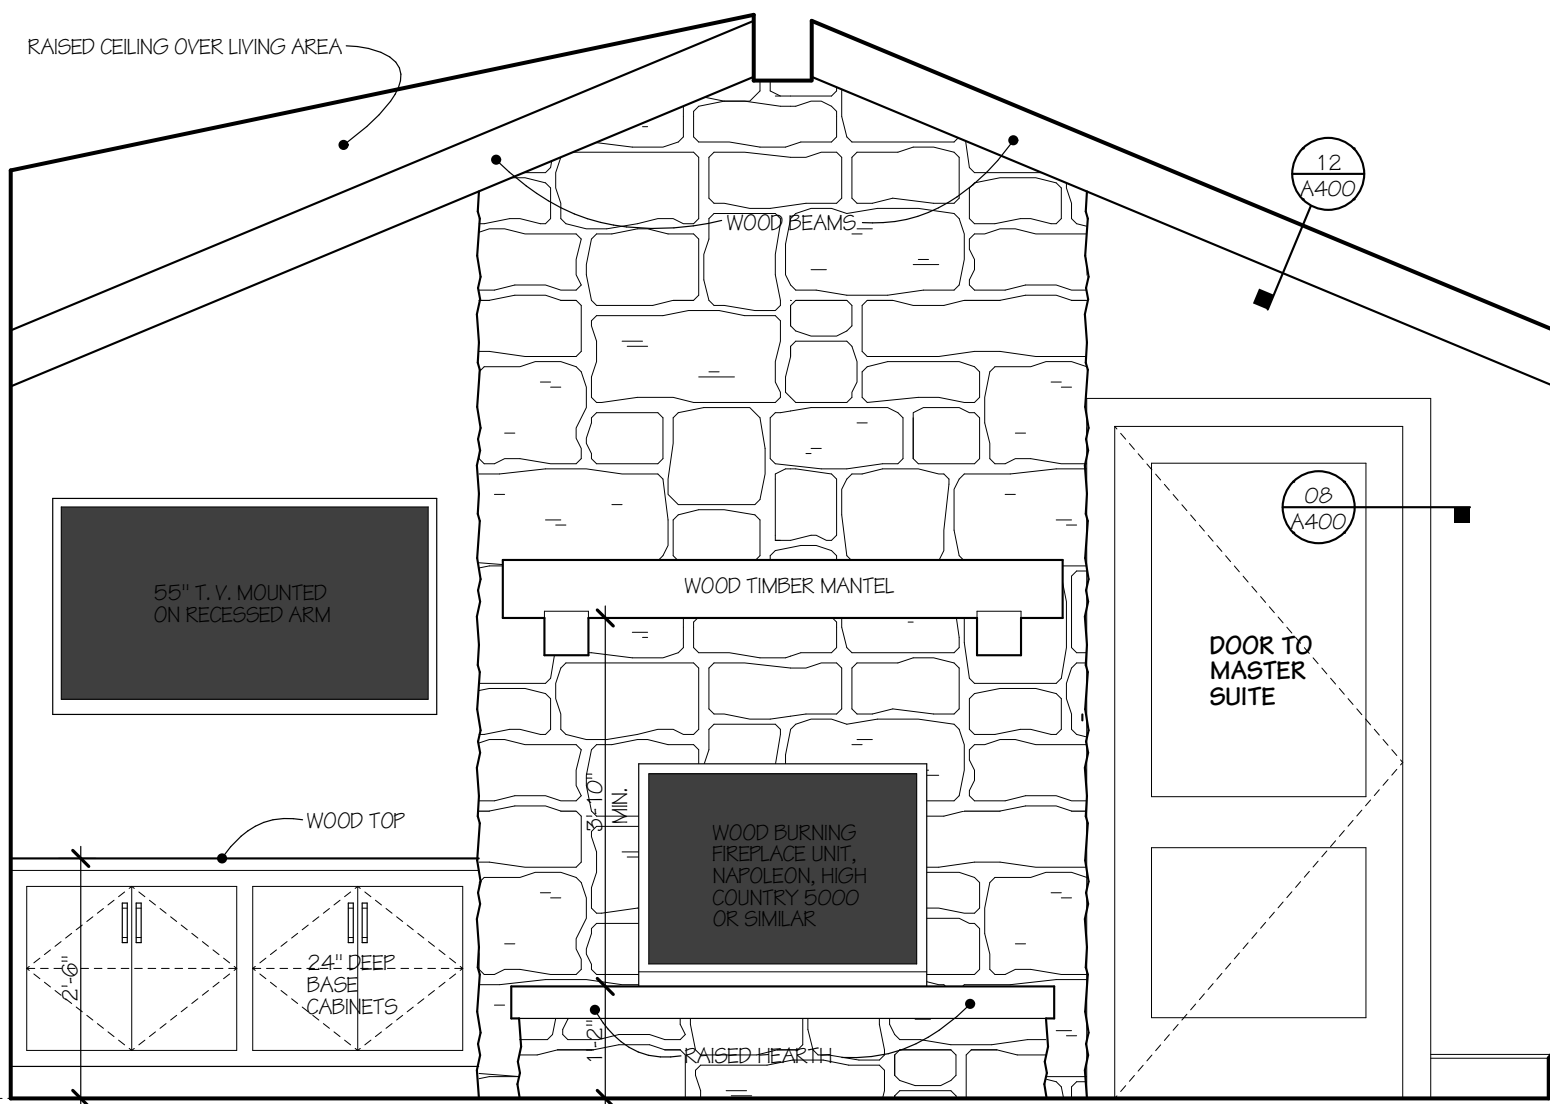 RAISED CEILING OVER LIVING AREA
12
A400
WOOD BEAMS
08
A400
WOOD TIMBER MANTEL
55" T. V. MOUNTED
ON RECESSED ARM
DOOR TO
MASTER
SUITE
3'-10"
MIN.
WOOD TOP
WOOD BURNING
FIREPLACE UNIT,
NAPOLEON, HIGH
COUNTRY 5000
OR SIMILAR
2'-6"
24" DEEP
BASE
CABINETS
1'-2"
RAISED HEARTH